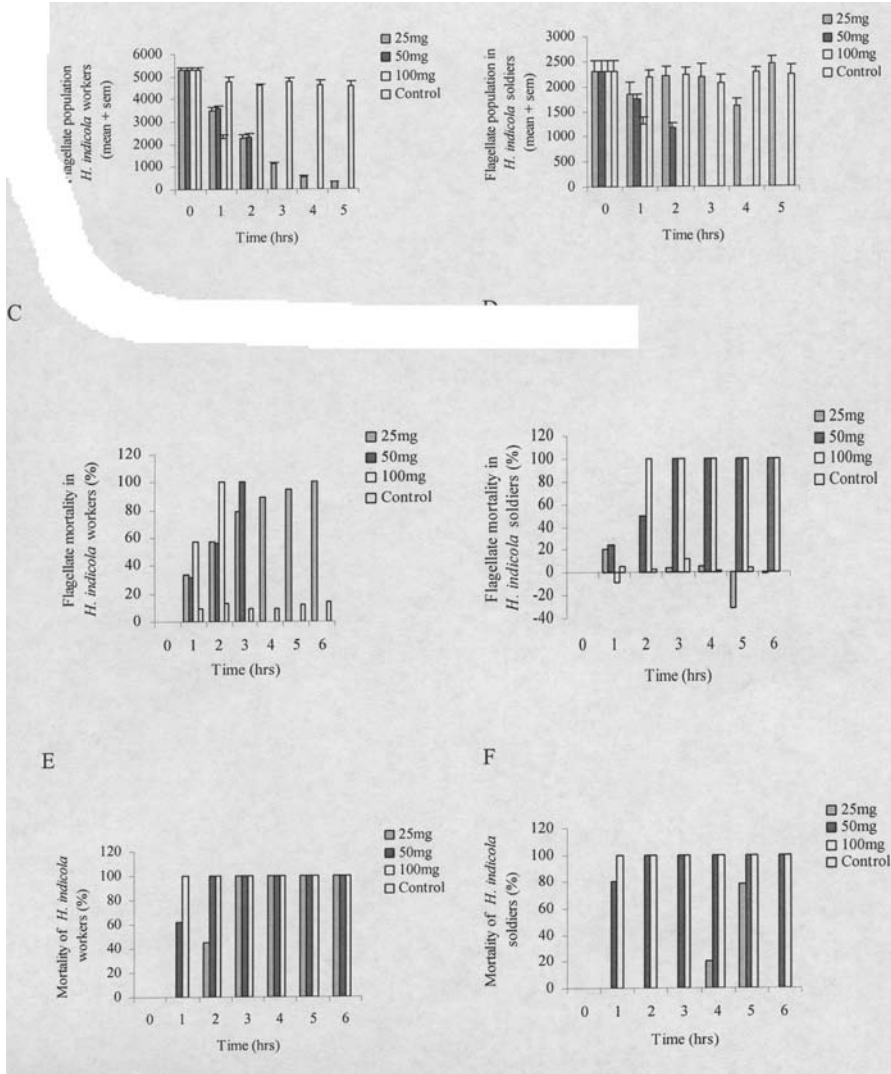 6000
5000
4000
3000
2000
1000
0
0 1 2 3 4 5
Time (hrs)
H. indicola workers
(mean + sem)
25mg
50mg
100mg
Control
3000
2500
2000
1500
1000
500
0
0 1 2 3 4 5
Time (hrs)
Flagellate population in
H. indicola soldiers
(mean + sem)
25mg
50mg
100mg
Control
C
120
100
80
60
40
20
0
0 1 2 3 4 5 6
Time (hrs)
Flagellate mortality in
H. indicola workers (%)
25mg
50mg
100mg
Control
120
100
80
60
40
20
0
-20
-40
0 1 2 3 4 5 6
Time (hrs)
Flagellate mortality in
H. indicola soldiers (%)
25mg
50mg
100mg
Control
E
120
100
80
60
40
20
0
0 1 2 3 4 5 6
Time (hrs)
Mortality of H. indicola
workers (%)
25mg
50mg
100mg
Control
F
120
100
80
60
40
20
0
0 1 2 3 4 5 6
Time (hrs)
Mortality of H. indicola
soldiers (%)
25mg
50mg
100mg
Control